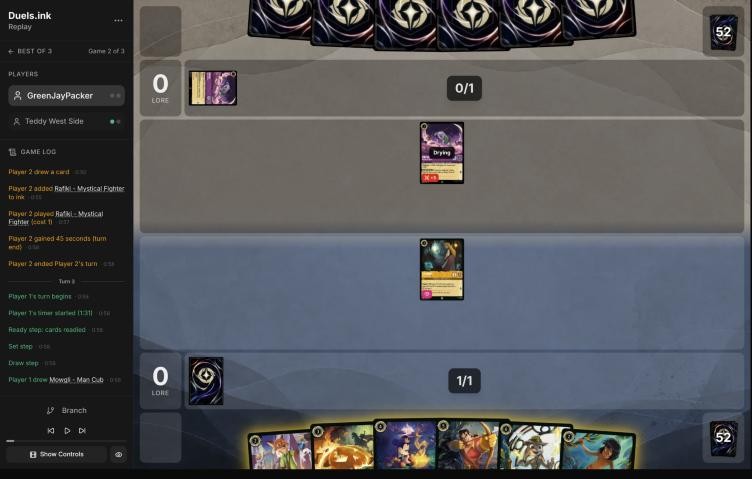 Duels.ink
Replay
← BEST OF 3
Game 2 of 3
PLAYERS
GreenJayPacker
Teddy West Side
GAME LOG
Player 2 drew a card
Player 2 added Rafiki - Mystical Fighter
to ink
Player 2 played Rafiki - Mystical
Fighter (cost 1)
Player 2 gained 45 seconds (turn
end)
Player 2 ended Player 2's turn
Turn 3
Player 1's turn begins
Player 1's timer started (1:31)
Ready step: cards readied
Set step
Draw step
Player 1 drew Mowgli - Man Cub
Branch
Show Controls
52
0
LORE
0/1
Drying
0
LORE
1/1
52